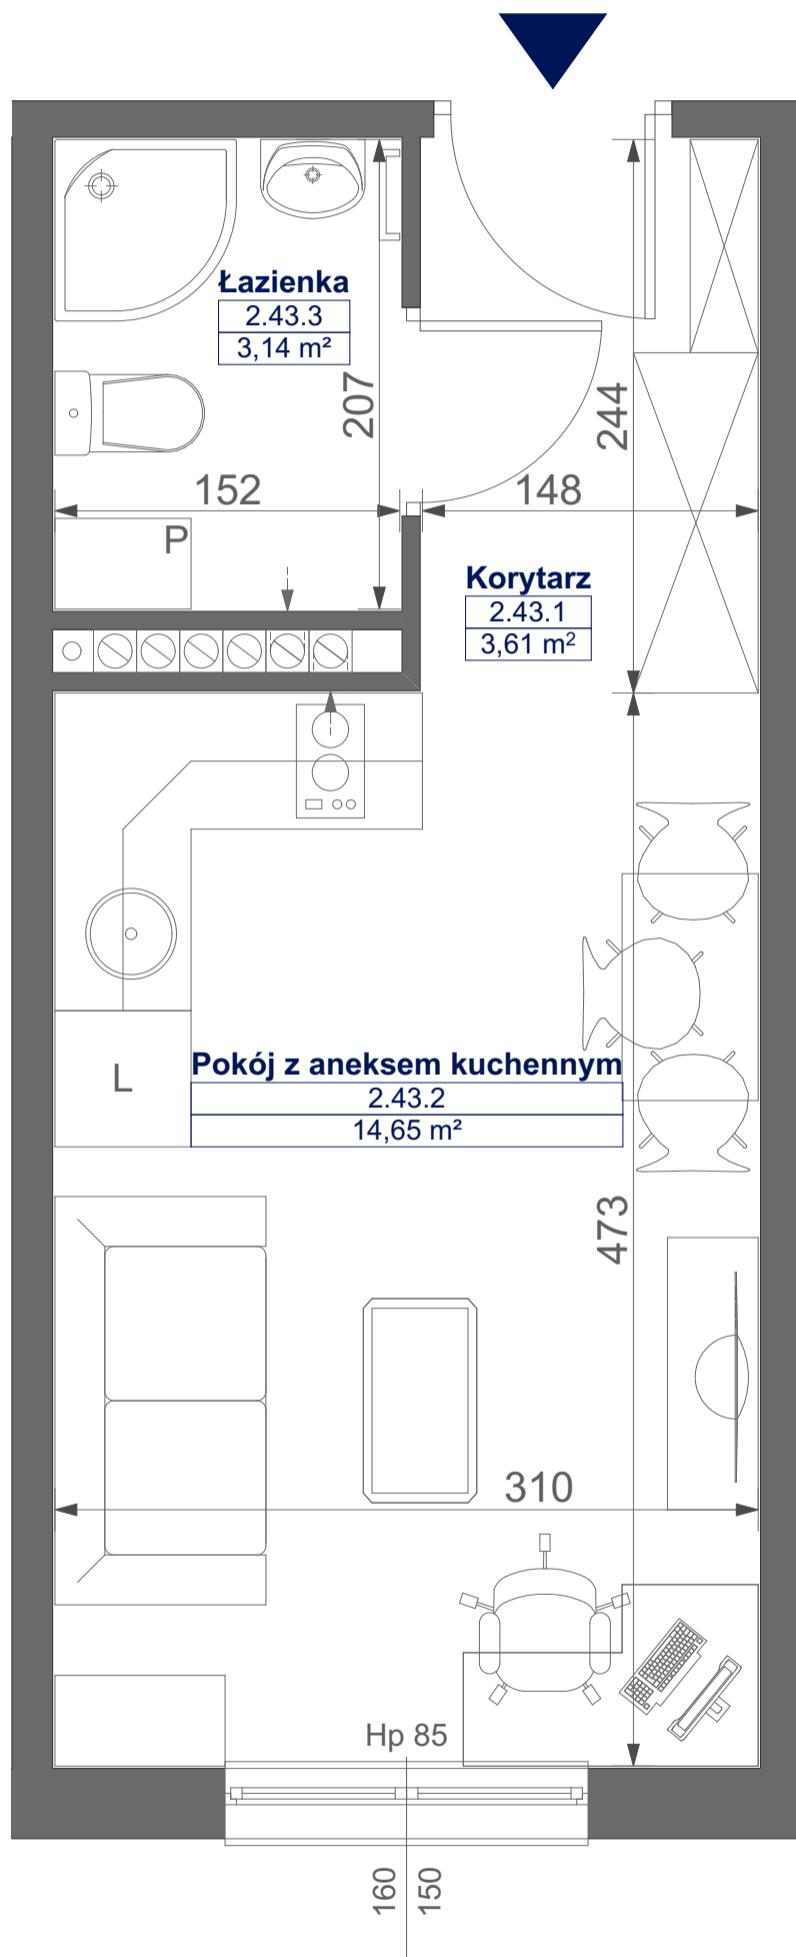 Łazienka
2.43.3
3,14 m²
207
244
152
148
P
Korytarz
2.43.1
3,61 m²
L
Pokój z aneksem kuchennym
2.43.2
14,65 m²
473
310
Hp 85
160
150